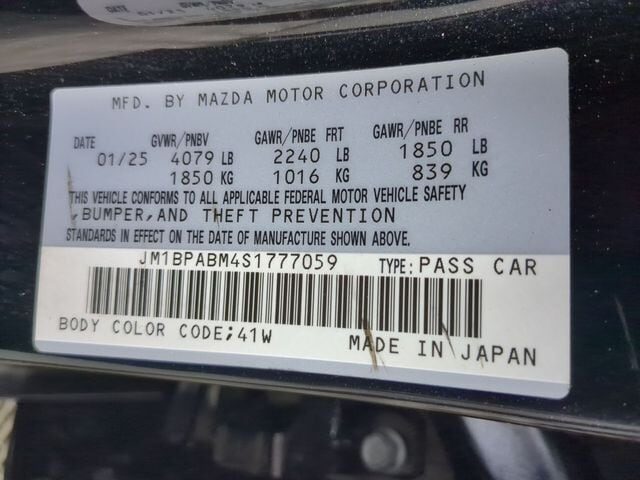 DATE
MFD. BY MAZDA MOTOR CORPORATION
DATE GVWR/PNBV GAWR/PNBE FRT GAWR/PNBE RR
01/25 4079 LB 2240 LB 1850 LB
1850 KG 1016 KG 839 KG
THIS VEHICLE CONFORMS TO ALL APPLICABLE FEDERAL MOTOR VEHICLE SAFETY
,BUMPER,AND THEFT PREVENTION
STANDARDS IN EFFECT ON THE DATE OF MANUFACTURE SHOWN ABOVE.
JM1BPABM4S1777059 TYPE: PASS CAR
BODY COLOR CODE;41W MADE IN JAPAN